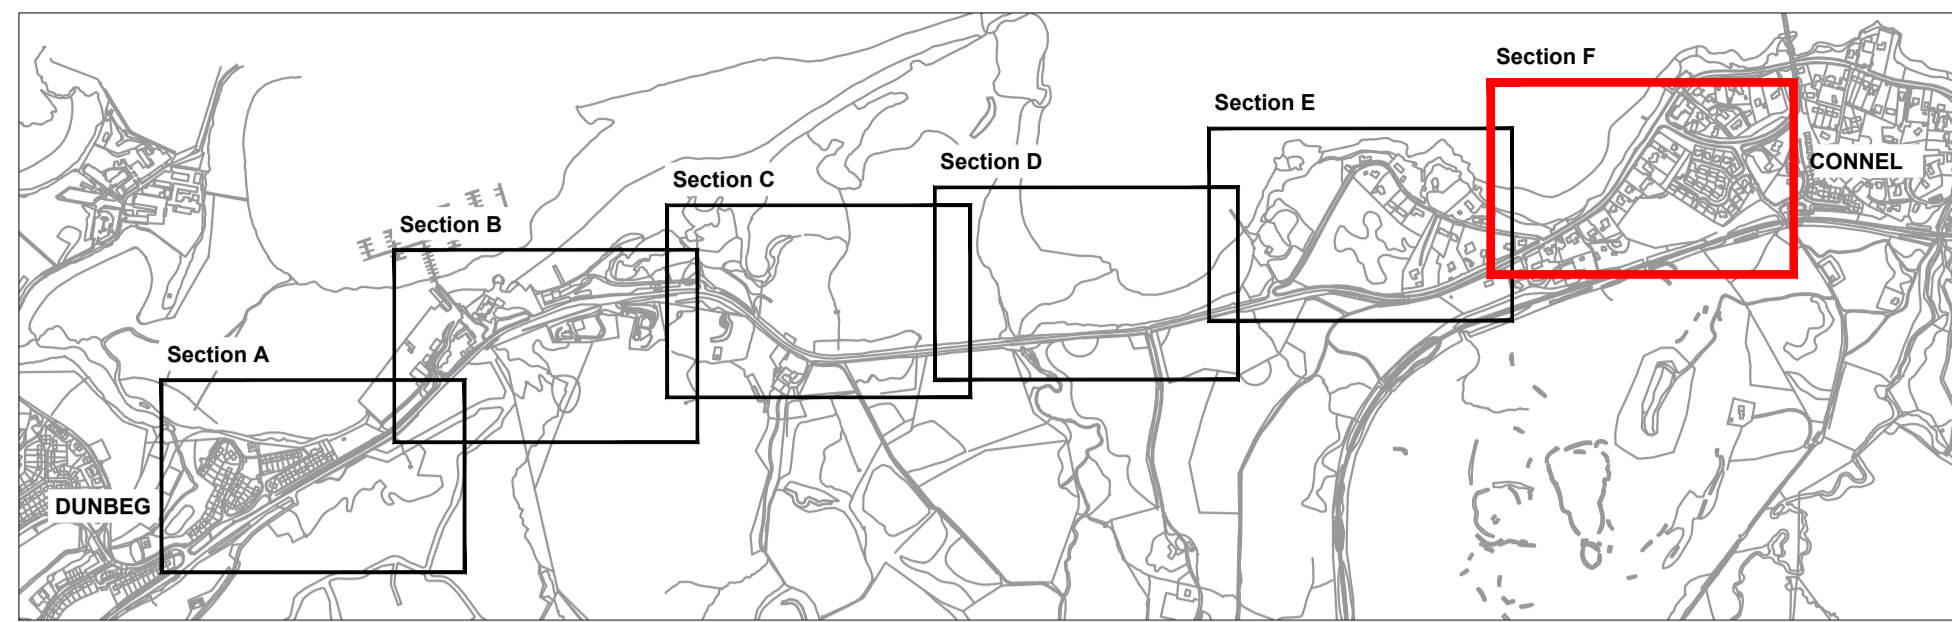 Section F
Section E
CONNEL
Section D
Section C
Section B
Section A
DUNBEG